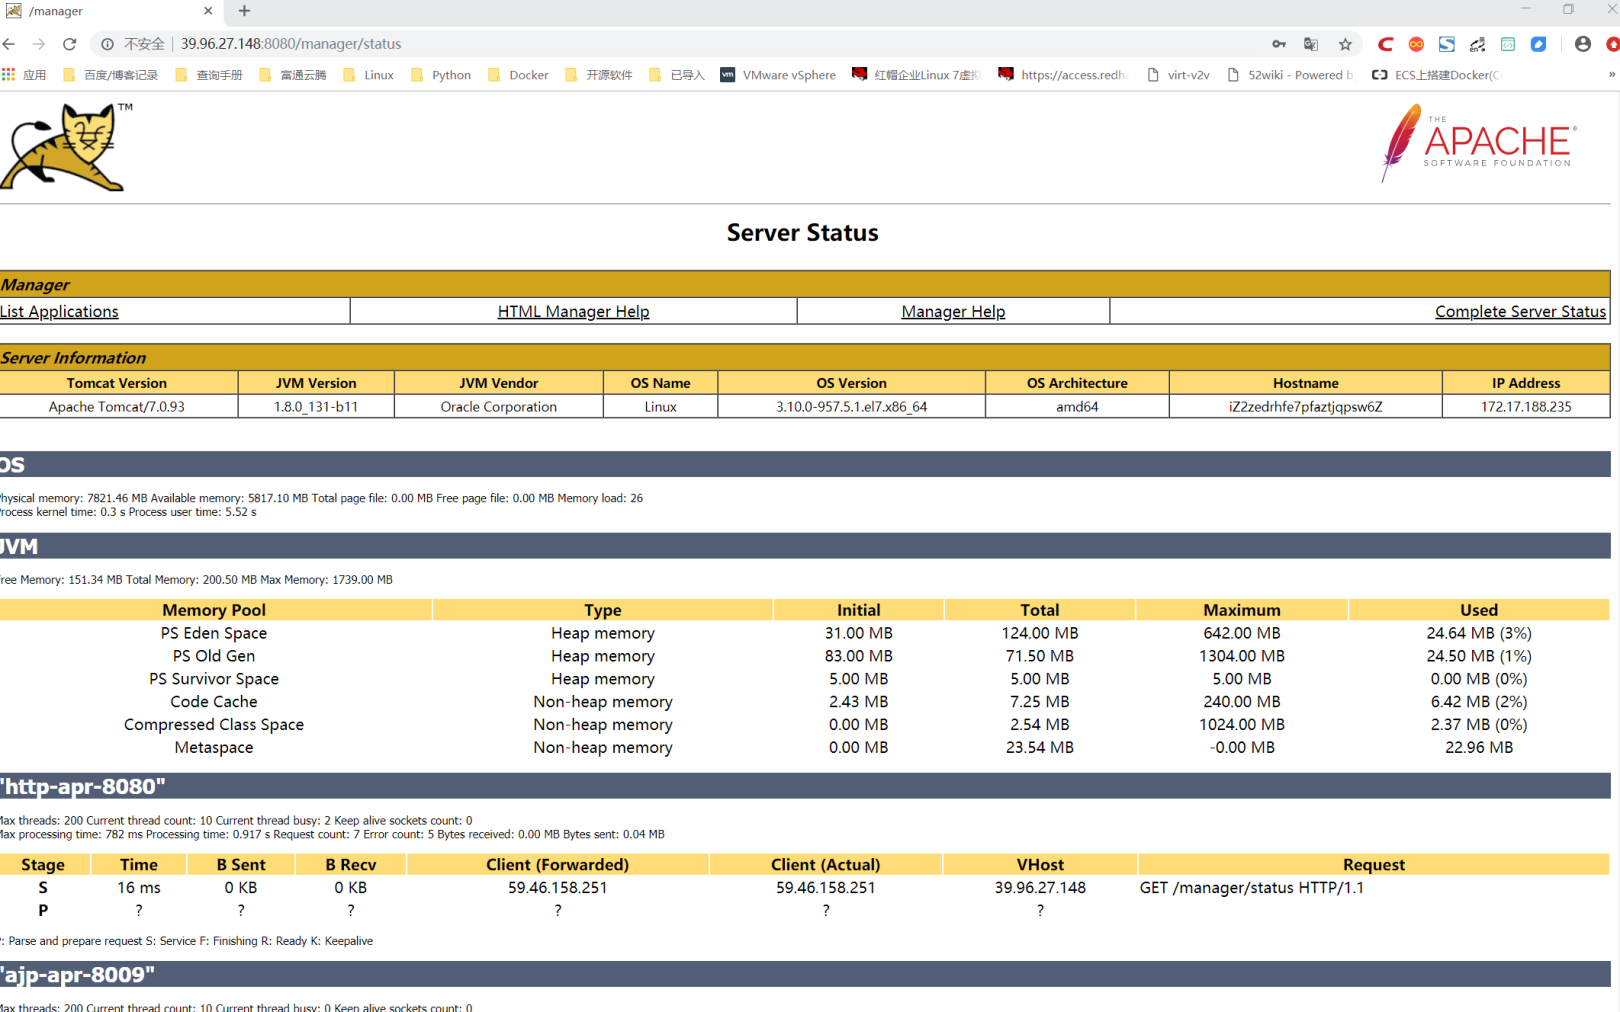 /manager
不安全 39.96.27.148:8080/manager/status
应用 百度/博客记录 查询手册 富通云腾 Linux Python Docker 开源软件 已导入 VMware vSphere 红帽企业Linux 7虚拟 https://access.redh virt-v2v 52wiki - Powered b ECS上搭建Docker(C
TM
THE
APACHE
SOFTWARE FOUNDATION
Server Status
Manager
List Applications HTML Manager Help Manager Help Complete Server Status
Server Information
Tomcat Version JVM Version JVM Vendor OS Name OS Version OS Architecture Hostname IP Address
Apache Tomcat/7.0.93 1.8.0_131-b11 Oracle Corporation Linux 3.10.0-957.5.1.el7.x86_64 amd64 iZ2zedrhfe7pfaztjqpsw6Z 172.17.188.235
OS
Physical memory: 7821.46 MB Available memory: 5817.10 MB Total page file: 0.00 MB Free page file: 0.00 MB Memory load: 26
Process kernel time: 0.3 s Process user time: 5.52 s
JVM
Free Memory: 151.34 MB Total Memory: 200.50 MB Max Memory: 1739.00 MB
Memory Pool Type Initial Total Maximum Used
PS Eden Space Heap memory 31.00 MB 124.00 MB 642.00 MB 24.64 MB (3%)
PS Old Gen Heap memory 83.00 MB 71.50 MB 1304.00 MB 24.50 MB (1%)
PS Survivor Space Heap memory 5.00 MB 5.00 MB 5.00 MB 0.00 MB (0%)
Code Cache Non-heap memory 2.43 MB 7.25 MB 240.00 MB 6.42 MB (2%)
Compressed Class Space Non-heap memory 0.00 MB 2.54 MB 1024.00 MB 2.37 MB (0%)
Metaspace Non-heap memory 0.00 MB 23.54 MB -0.00 MB 22.96 MB
"http-apr-8080"
Max threads: 200 Current thread count: 10 Current thread busy: 2 Keep alive sockets count: 0
Max processing time: 782 ms Processing time: 0.917 s Request count: 7 Error count: 5 Bytes received: 0.00 MB Bytes sent: 0.04 MB
Stage Time B Sent B Recv Client (Forwarded) Client (Actual) VHost Request
S 16 ms 0 KB 0 KB 59.46.158.251 59.46.158.251 39.96.27.148 GET /manager/status HTTP/1.1
P ? ? ? ? ? ?
P: Parse and prepare request S: Service F: Finishing R: Ready K: Keepalive
"ajp-apr-8009"
Max threads: 200 Current thread count: 10 Current thread busy: 0 Keep alive sockets count: 0